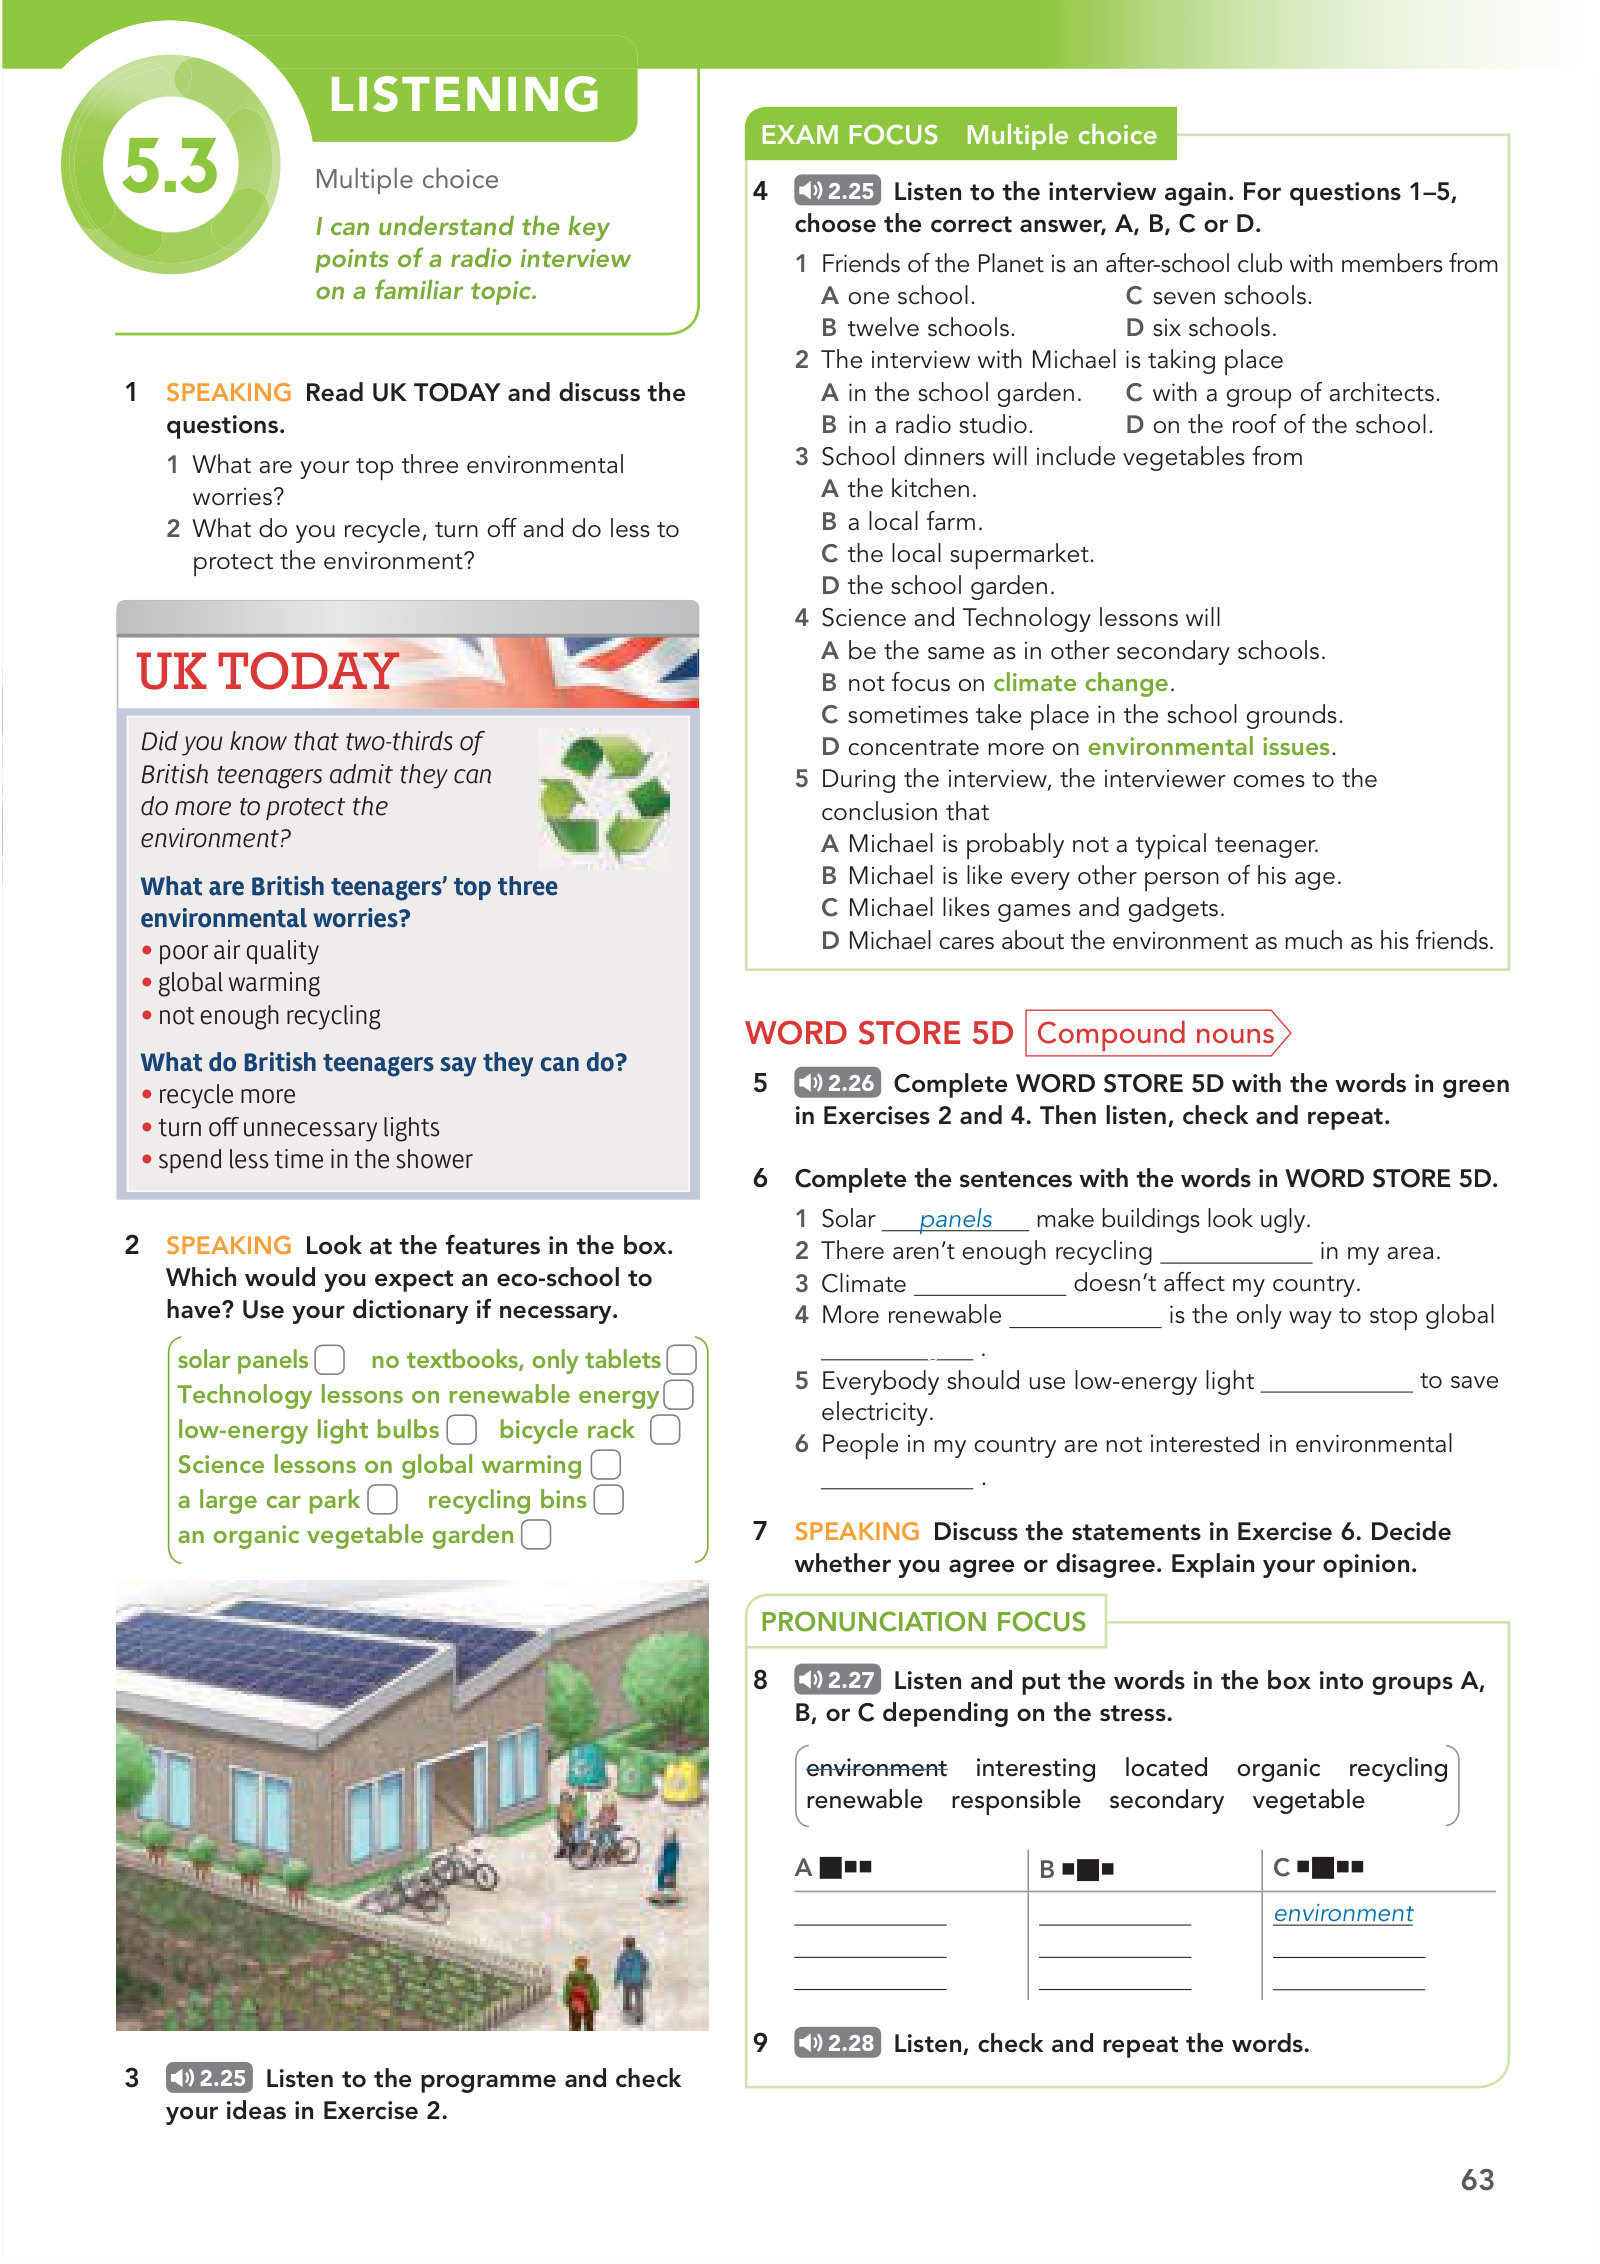 LISTENING
5.3
Multiple choice
I can understand the key
points of a radio interview
on a familiar topic.
1 SPEAKING Read UK TODAY and discuss the
questions.
1 What are your top three environmental
worries?
2 What do you recycle, turn off and do less to
protect the environment?
UK TODAY
Did you know that two-thirds of
British teenagers admit they can
do more to protect the
environment?
What are British teenagers’ top three
environmental worries?
• poor air quality
• global warming
• not enough recycling
What do British teenagers say they can do?
• recycle more
• turn off unnecessary lights
• spend less time in the shower
2 SPEAKING Look at the features in the box.
Which would you expect an eco-school to
have? Use your dictionary if necessary.
solar panels no textbooks, only tablets
Technology lessons on renewable energy
low-energy light bulbs bicycle rack
Science lessons on global warming
a large car park recycling bins
an organic vegetable garden
3 2.25 Listen to the programme and check
your ideas in Exercise 2.
EXAM FOCUS Multiple choice
4 2.25 Listen to the interview again. For questions 1–5,
choose the correct answer, A, B, C or D.
1 Friends of the Planet is an after-school club with members from
A one school. C seven schools.
B twelve schools. D six schools.
2 The interview with Michael is taking place
A in the school garden. C with a group of architects.
B in a radio studio. D on the roof of the school.
3 School dinners will include vegetables from
A the kitchen.
B a local farm.
C the local supermarket.
D the school garden.
4 Science and Technology lessons will
A be the same as in other secondary schools.
B not focus on climate change.
C sometimes take place in the school grounds.
D concentrate more on environmental issues.
5 During the interview, the interviewer comes to the
conclusion that
A Michael is probably not a typical teenager.
B Michael is like every other person of his age.
C Michael likes games and gadgets.
D Michael cares about the environment as much as his friends.
WORD STORE 5D Compound nouns
5 2.26 Complete WORD STORE 5D with the words in green
in Exercises 2 and 4. Then listen, check and repeat.
6 Complete the sentences with the words in WORD STORE 5D.
1 Solar panels make buildings look ugly.
2 There aren’t enough recycling ____________ in my area.
3 Climate ____________ doesn’t affect my country.
4 More renewable ____________ is the only way to stop global
____________ .
5 Everybody should use low-energy light ____________ to save
electricity.
6 People in my country are not interested in environmental
____________ .
7 SPEAKING Discuss the statements in Exercise 6. Decide
whether you agree or disagree. Explain your opinion.
PRONUNCIATION FOCUS
8 2.27 Listen and put the words in the box into groups A,
B, or C depending on the stress.
environment interesting located organic recycling
renewable responsible secondary vegetable
A B C
environment
9 2.28 Listen, check and repeat the words.
63